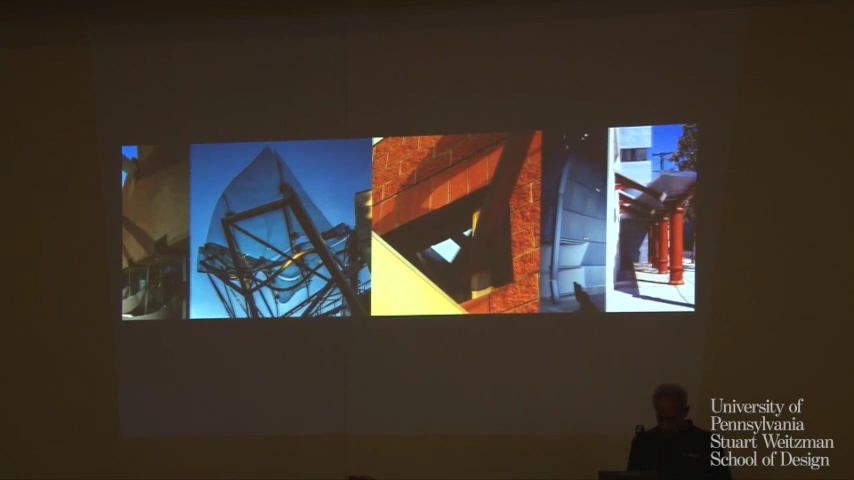 University of
Pennsylvania
Stuart Weitzman
School of Design